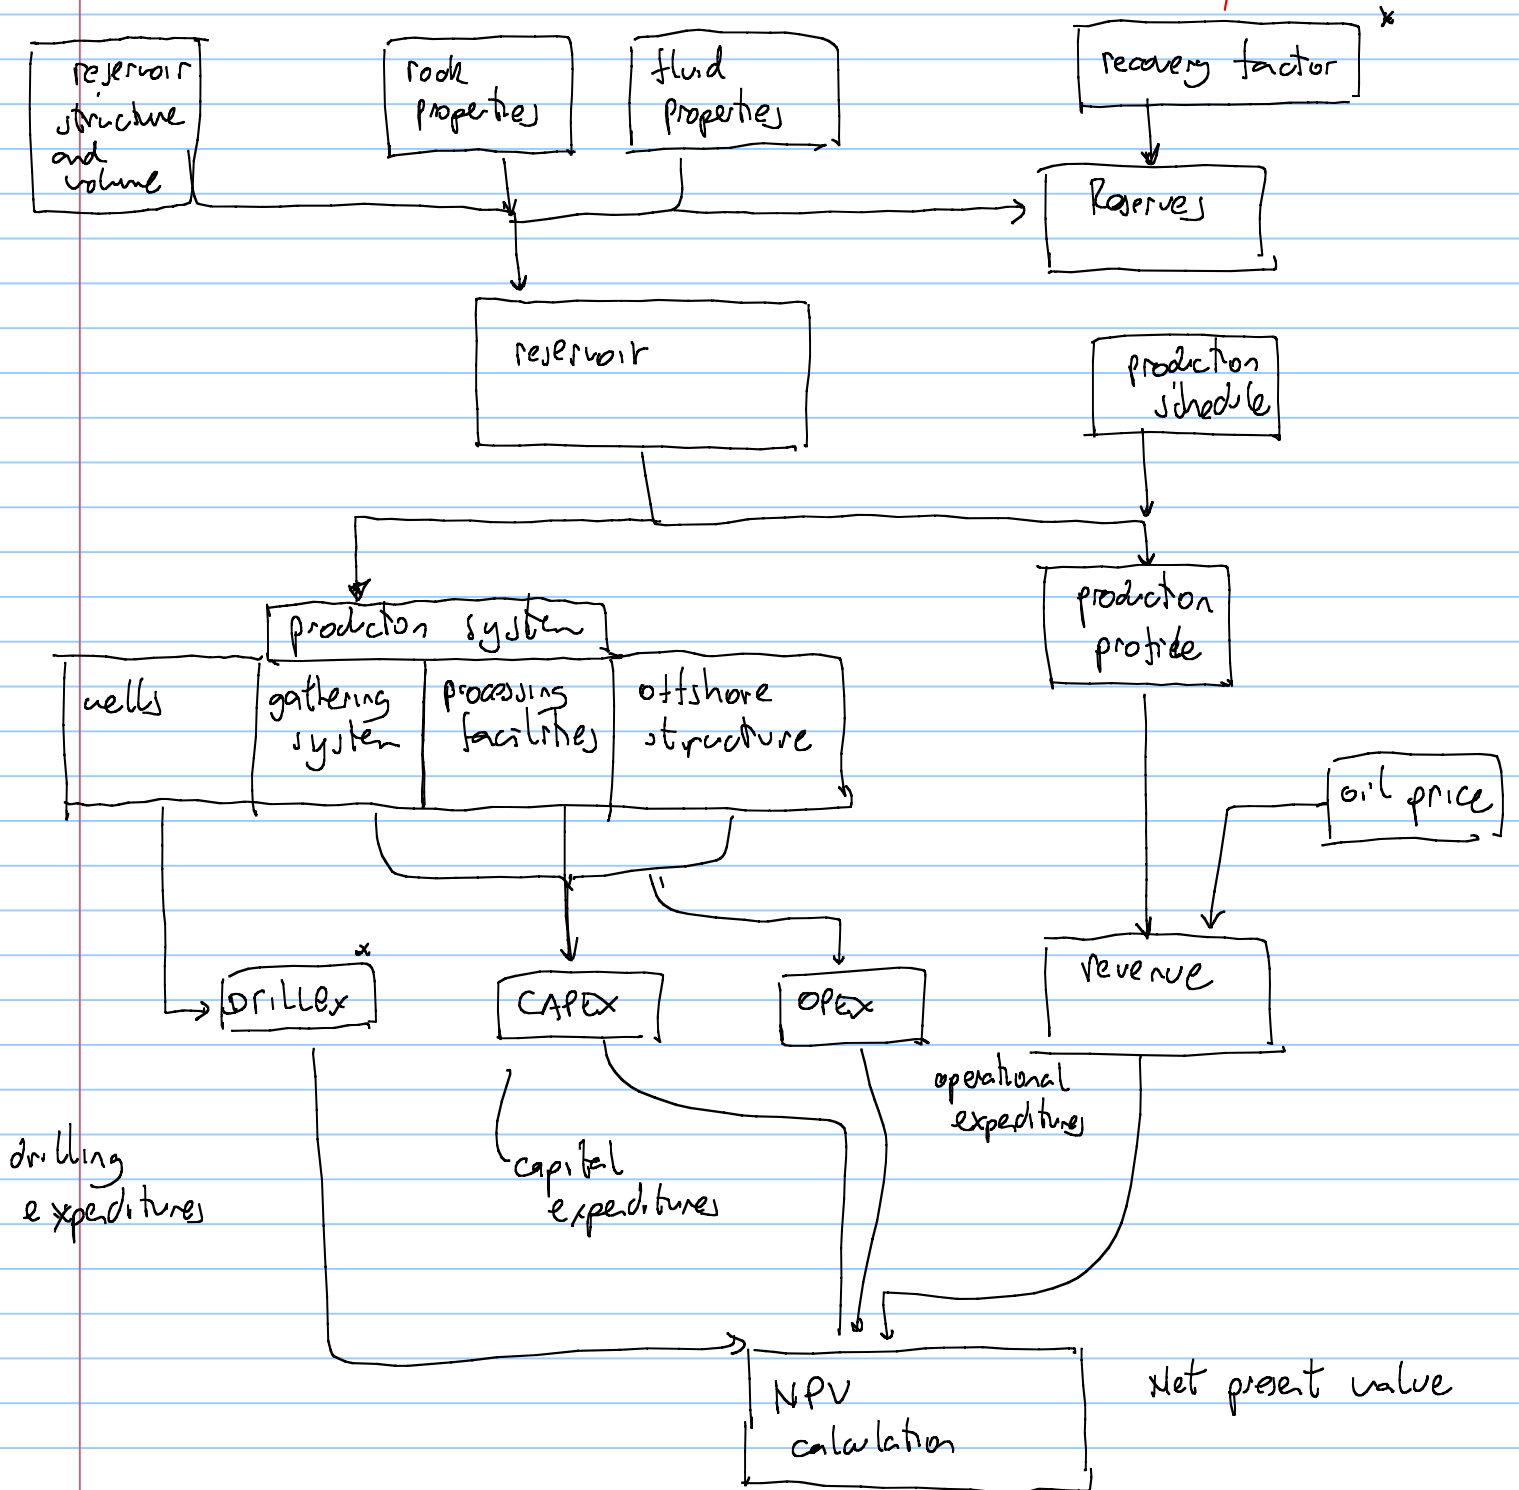 reservoir
structure
and
volume
rock
properties
fluid
properties
recovery factor
x
Reserves
reservoir
production
schedule
production system
production
profile
wells
gathering
system
processing
facilities
offshore
structure
oil price
x
DrillEx
CAPEX
OPEX
revenue
operational
expeditures
drilling
expenditures
capital
expenditures
NPV
calculation
Net present value